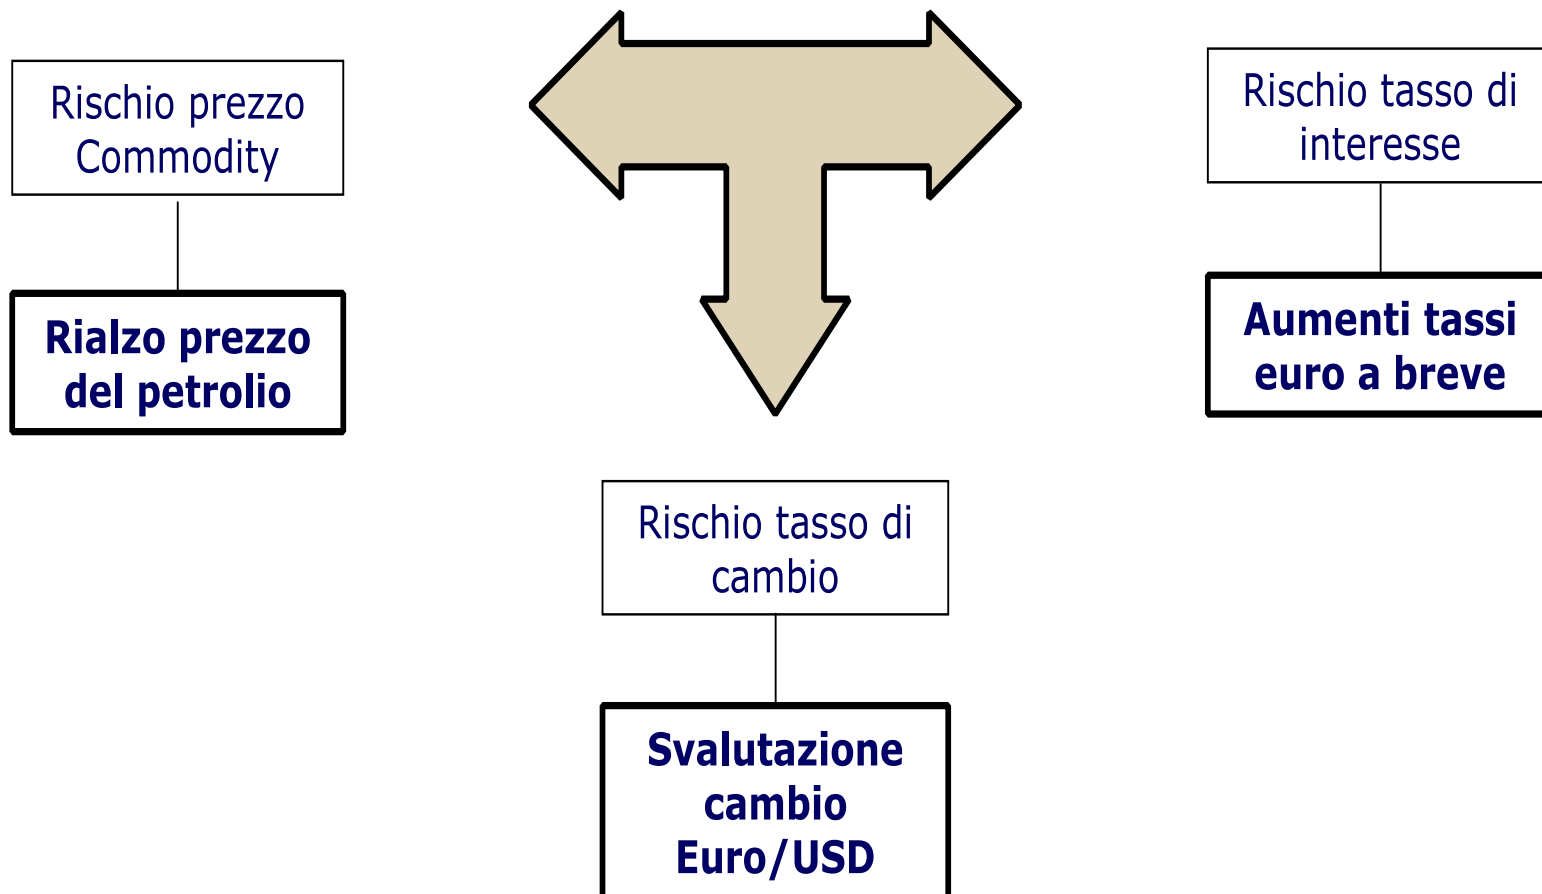 Rischio prezzo
Commodity
Rialzo prezzo
del petrolio
Rischio tasso di
interesse
Aumenti tassi
euro a breve
Rischio tasso di
cambio
Svalutazione
cambio
Euro/USD